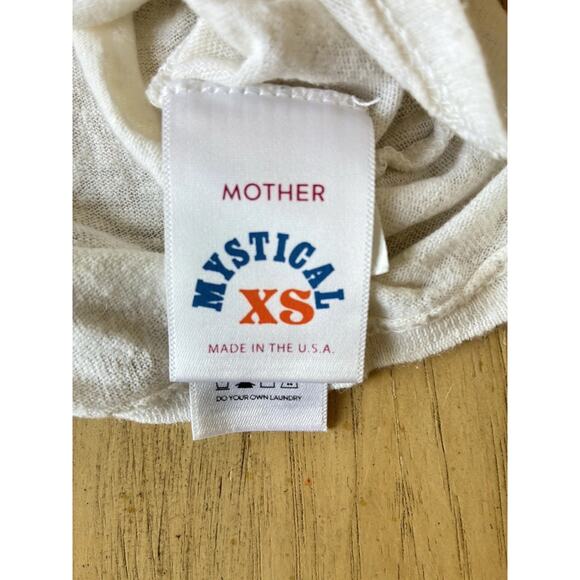 MOTHER
MYSTICAL
XS
MADE IN THE U.S.A.
DO YOUR OWN LAUNDRY